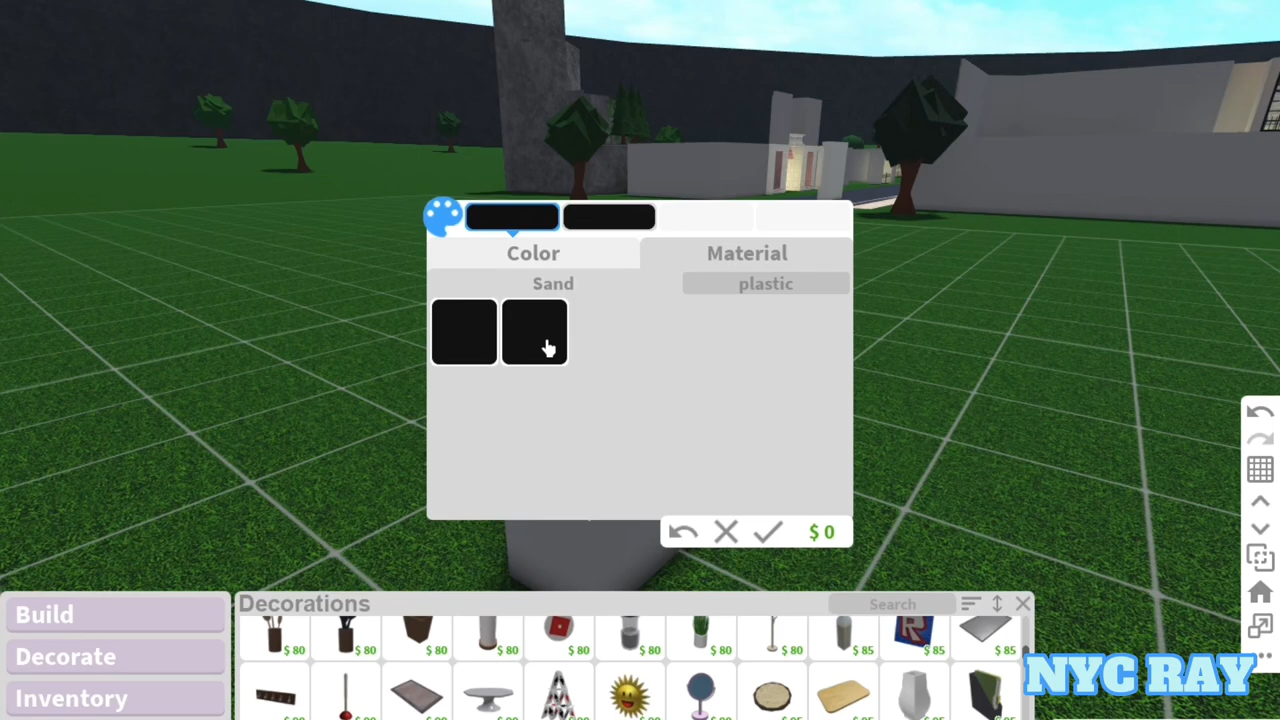 Color Material
Sand plastic
$ 0
Build
Decorate
Inventory
Decorations Search
$ 80 $ 80 $ 80 $ 80 $ 80 $ 80 $ 80 $ 80 $ 85 $ 85 $ 85
NYC RAY